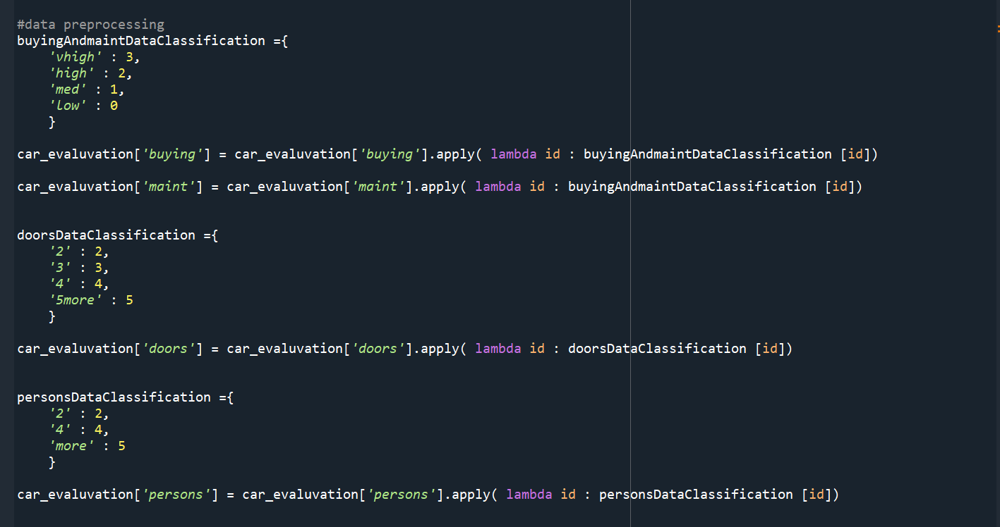 #data preprocessing
buyingAndmaintDataClassification ={
    'vhigh' : 3,
    'high' : 2,
    'med' : 1,
    'low' : 0
    }
car_evaluvation['buying'] = car_evaluvation['buying'].apply( lambda id : buyingAndmaintDataClassification [id])
car_evaluvation['maint'] = car_evaluvation['maint'].apply( lambda id : buyingAndmaintDataClassification [id])
doorsDataClassification ={
    '2' : 2,
    '3' : 3,
    '4' : 4,
    '5more' : 5
    }
car_evaluvation['doors'] = car_evaluvation['doors'].apply( lambda id : doorsDataClassification [id])
personsDataClassification ={
    '2' : 2,
    '4' : 4,
    'more' : 5
    }
car_evaluvation['persons'] = car_evaluvation['persons'].apply( lambda id : personsDataClassification [id])